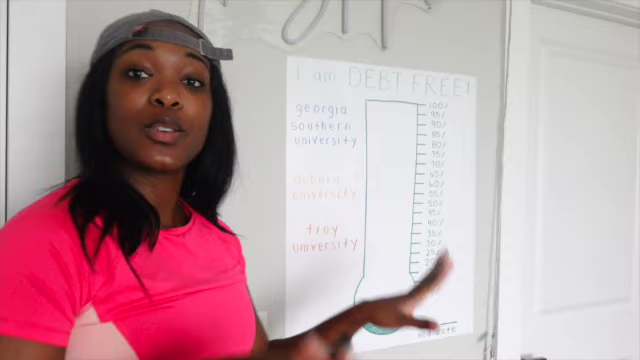 I am DEBT FREE!
georgia
southern
university
auburn
university
troy
university
100%
95%
90%
85%
80%
75%
70%
65%
60%
55%
50%
45%
40%
35%
30%
25%